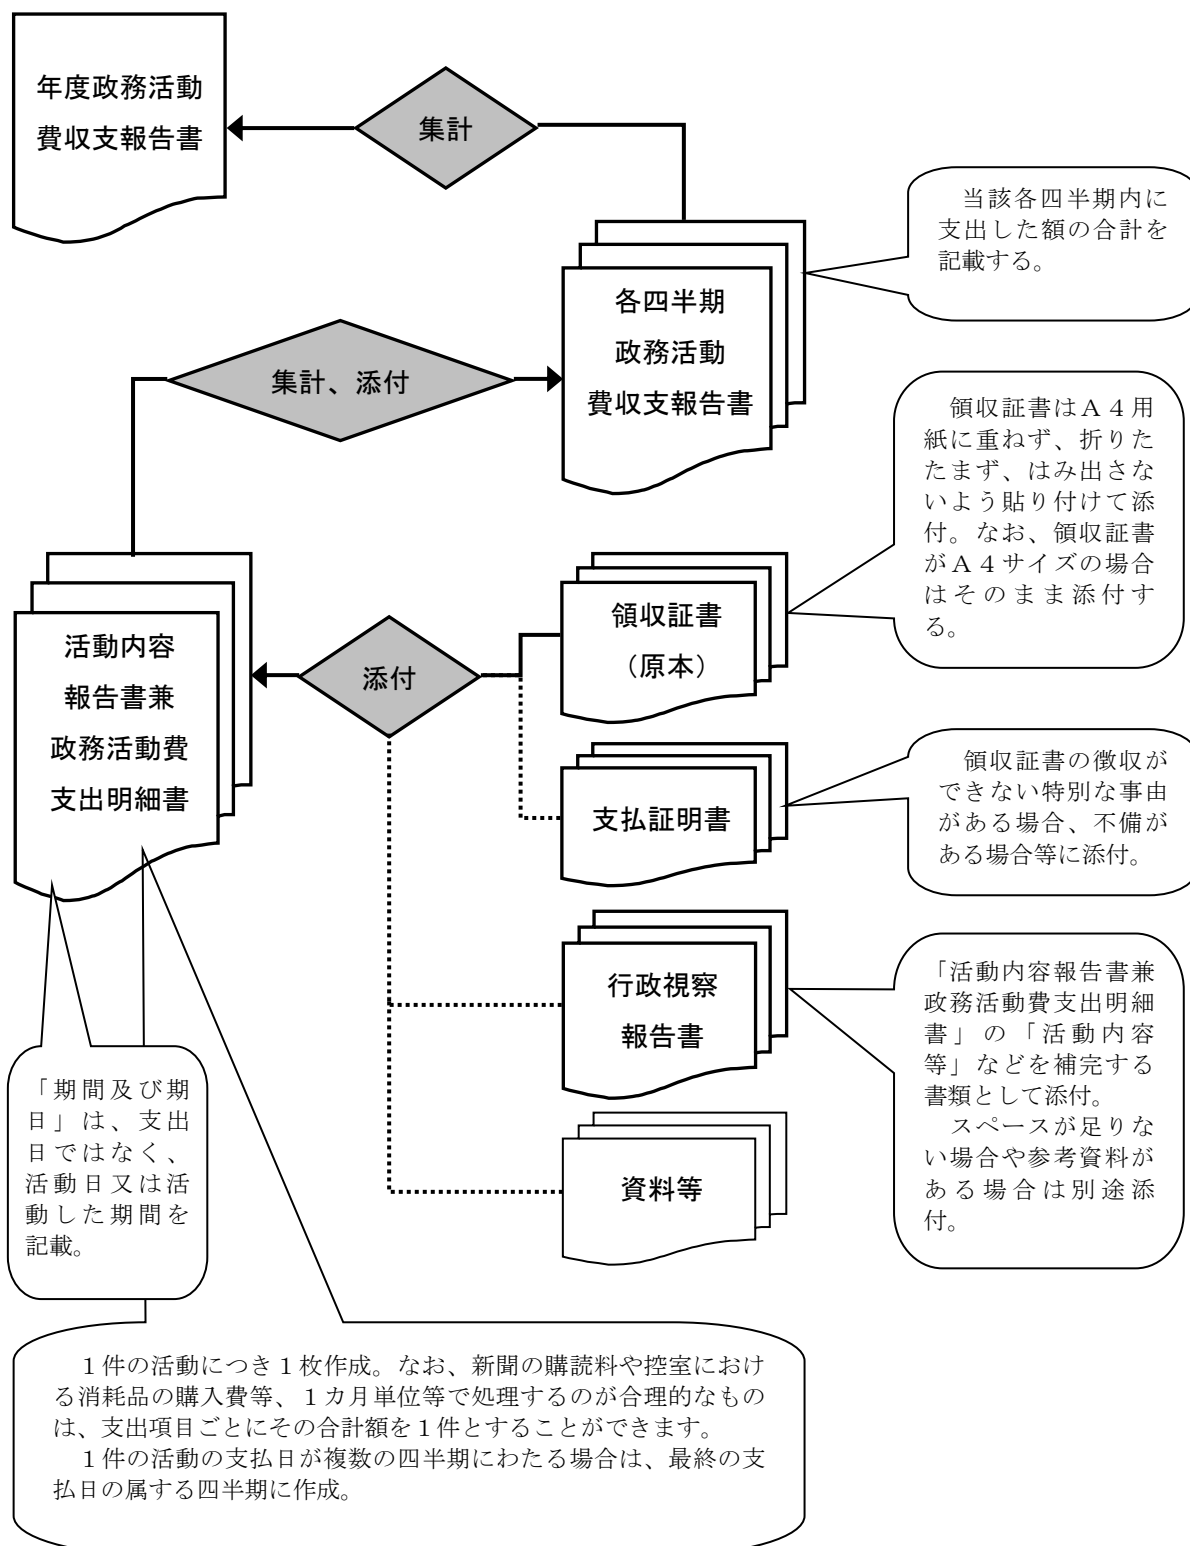 年度政務活動
費収支報告書
集計
当該各四半期内に
支出した額の合計を
記載する。
各四半期
政務活動
費収支報告書
集計、添付
領収証書はA4用
紙に重ねず、折りた
たまず、はみ出さな
いよう貼り付けて添
付。なお、領収証書
がA4サイズの場合
はそのまま添付す
る。
活動内容
報告書兼
政務活動費
支出明細書
添付
領収証書
(原本)
領収証書の徴収が
できない特別な事由
がある場合、不備が
ある場合等に添付。
支払証明書
行政視察
報告書
「活動内容報告書兼
政務活動費支出明細
書」の「活動内容
等」などを補完する
書類として添付。
スペースが足りな
い場合や参考資料が
ある場合は別途添
付。
資料等
「期間及び期
日」は、支出
日ではなく、
活動日又は活
動した期間を
記載。
1件の活動につき1枚作成。なお、新聞の購読料や控室におけ
る消耗品の購入費等、1カ月単位等で処理するのが合理的なもの
は、支出項目ごとにその合計額を1件とすることができます。
1件の活動の支払日が複数の四半期にわたる場合は、最終の支
払日の属する四半期に作成。